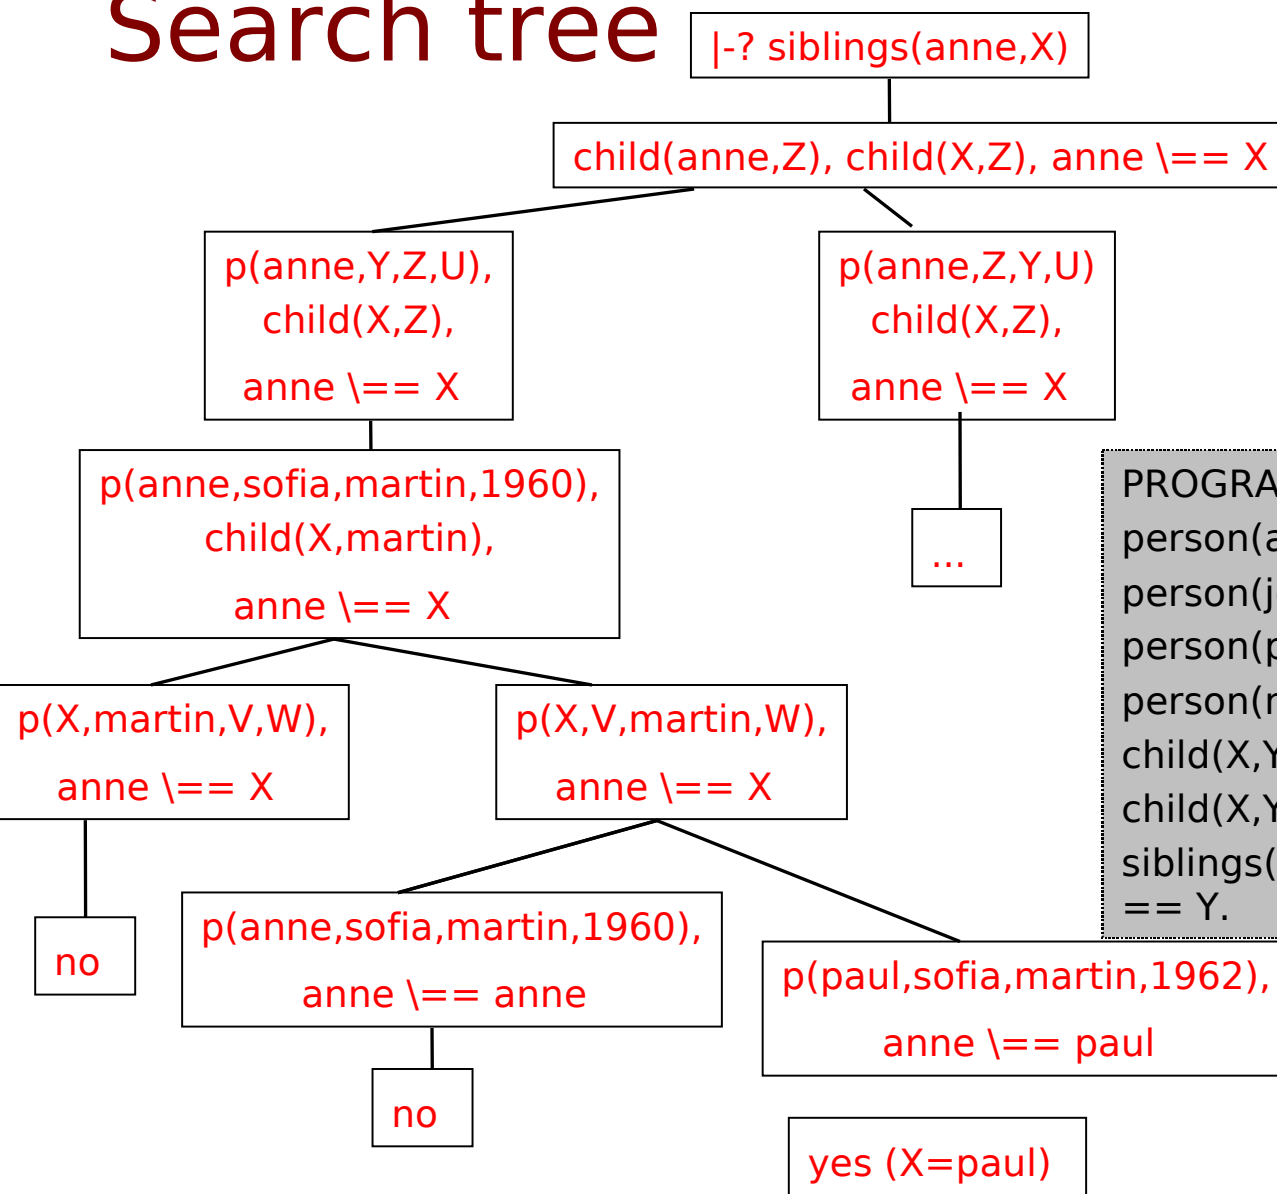 Search tree
|-? siblings(anne,X)
child(anne,Z), child(X,Z), anne \== X
p(anne,Y,Z,U),
child(X,Z),
anne \== X
p(anne,Z,Y,U)
child(X,Z),
anne \== X
p(anne,sofia,martin,1960),
child(X,martin),
anne \== X
...
PROGRA
person(a
person(j
person(p
person(
child(X,Y
child(X,Y
siblings(
== Y.
p(X,martin,V,W),
anne \== X
p(X,V,martin,W),
anne \== X
no
p(anne,sofia,martin,1960),
anne \== anne
p(paul,sofia,martin,1962),
anne \== paul
no
yes (X=paul)